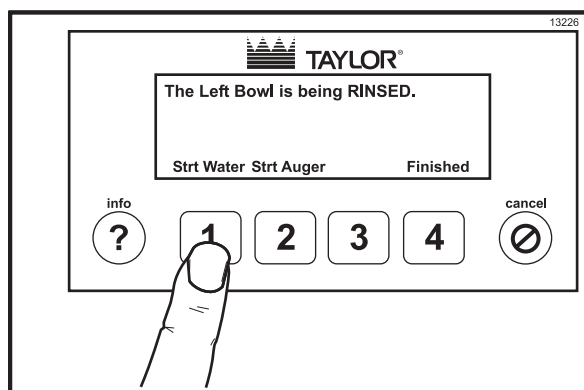 13226
TAYLOR®
The Left Bowl is being RINSED.
Strt Water Strt Auger Finished
info cancel
? 1 2 3 4